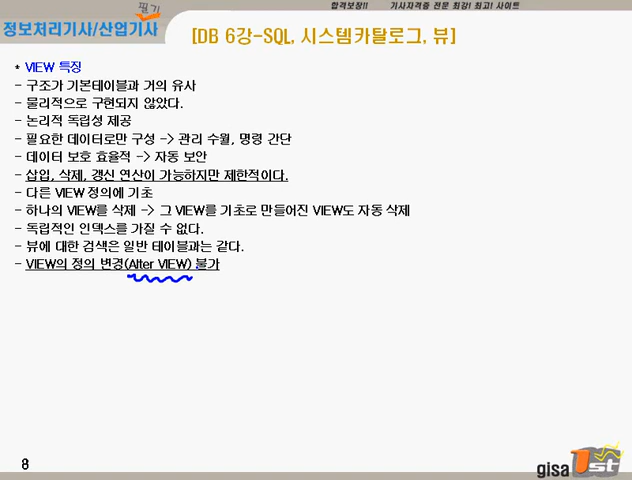 합격보장!! 기사자격증 전문 최강! 최고! 사이트
필기
정보처리기사/산업기사
[DB 6강-SQL, 시스템카탈로그, 뷰]
* VIEW 특징
- 구조가 기본테이블과 거의 유사
- 물리적으로 구현되지 않았다.
- 논리적 독립성 제공
- 필요한 데이터로만 구성 -> 관리 수월, 명령 간단
- 데이터 보호 효율적 -> 자동 보안
- 삽입, 삭제, 갱신 연산이 가능하지만 제한적이다.
- 다른 VIEW 정의에 기초
- 하나의 VIEW를 삭제 -> 그 VIEW를 기초로 만들어진 VIEW도 자동 삭제
- 독립적인 인덱스를 가질 수 없다.
- 뷰에 대한 검색은 일반 테이블과는 같다.
- VIEW의 정의 변경(Alter VIEW) 불가
8
gisa 1st